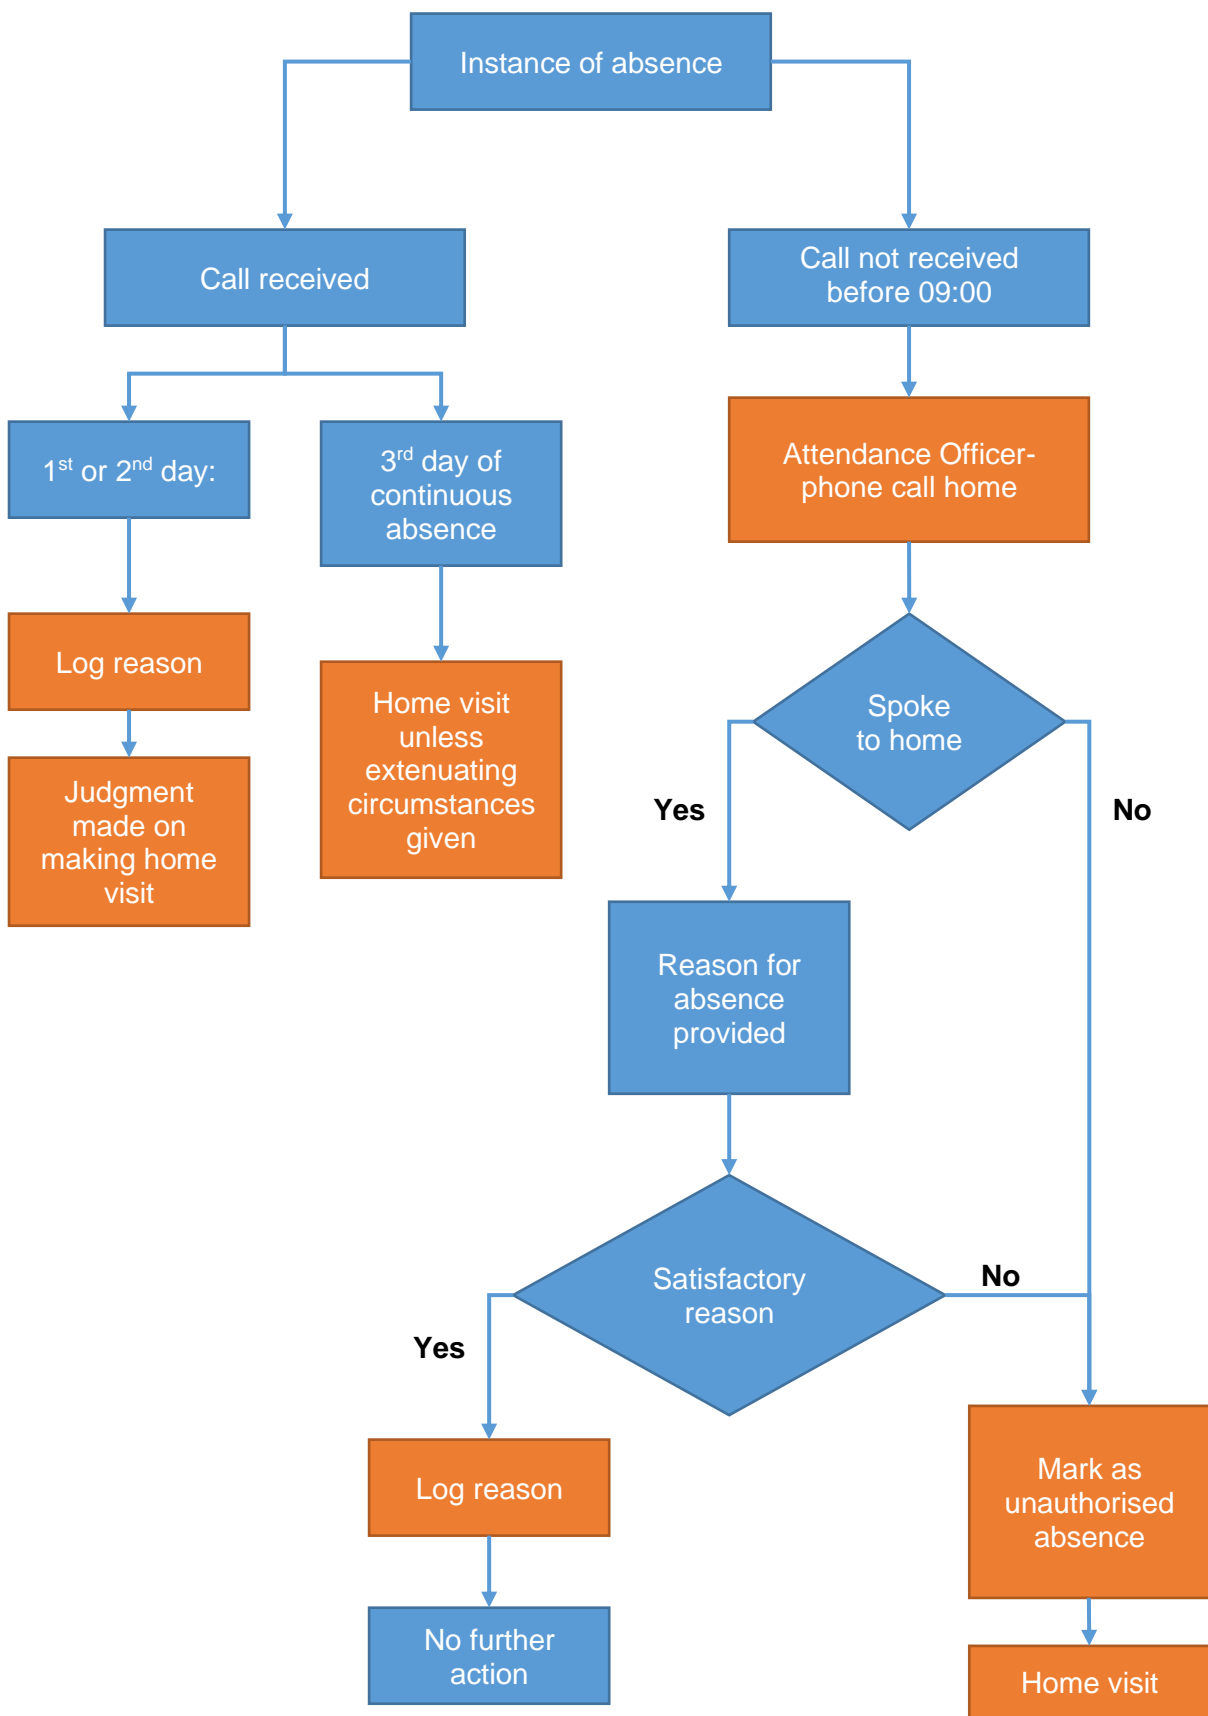 Instance of absence
Call received
Call not received
before 09:00
1st or 2nd day:
3rd day of
continuous
absence
Attendance Officer-
phone call home
Log reason
Home visit
unless
extenuating
circumstances
given
Spoke
to home
Judgment
made on
making home
visit
Yes
No
Reason for
absence
provided
Satisfactory
reason
No
Yes
Log reason
Mark as
unauthorised
absence
No further
action
Home visit